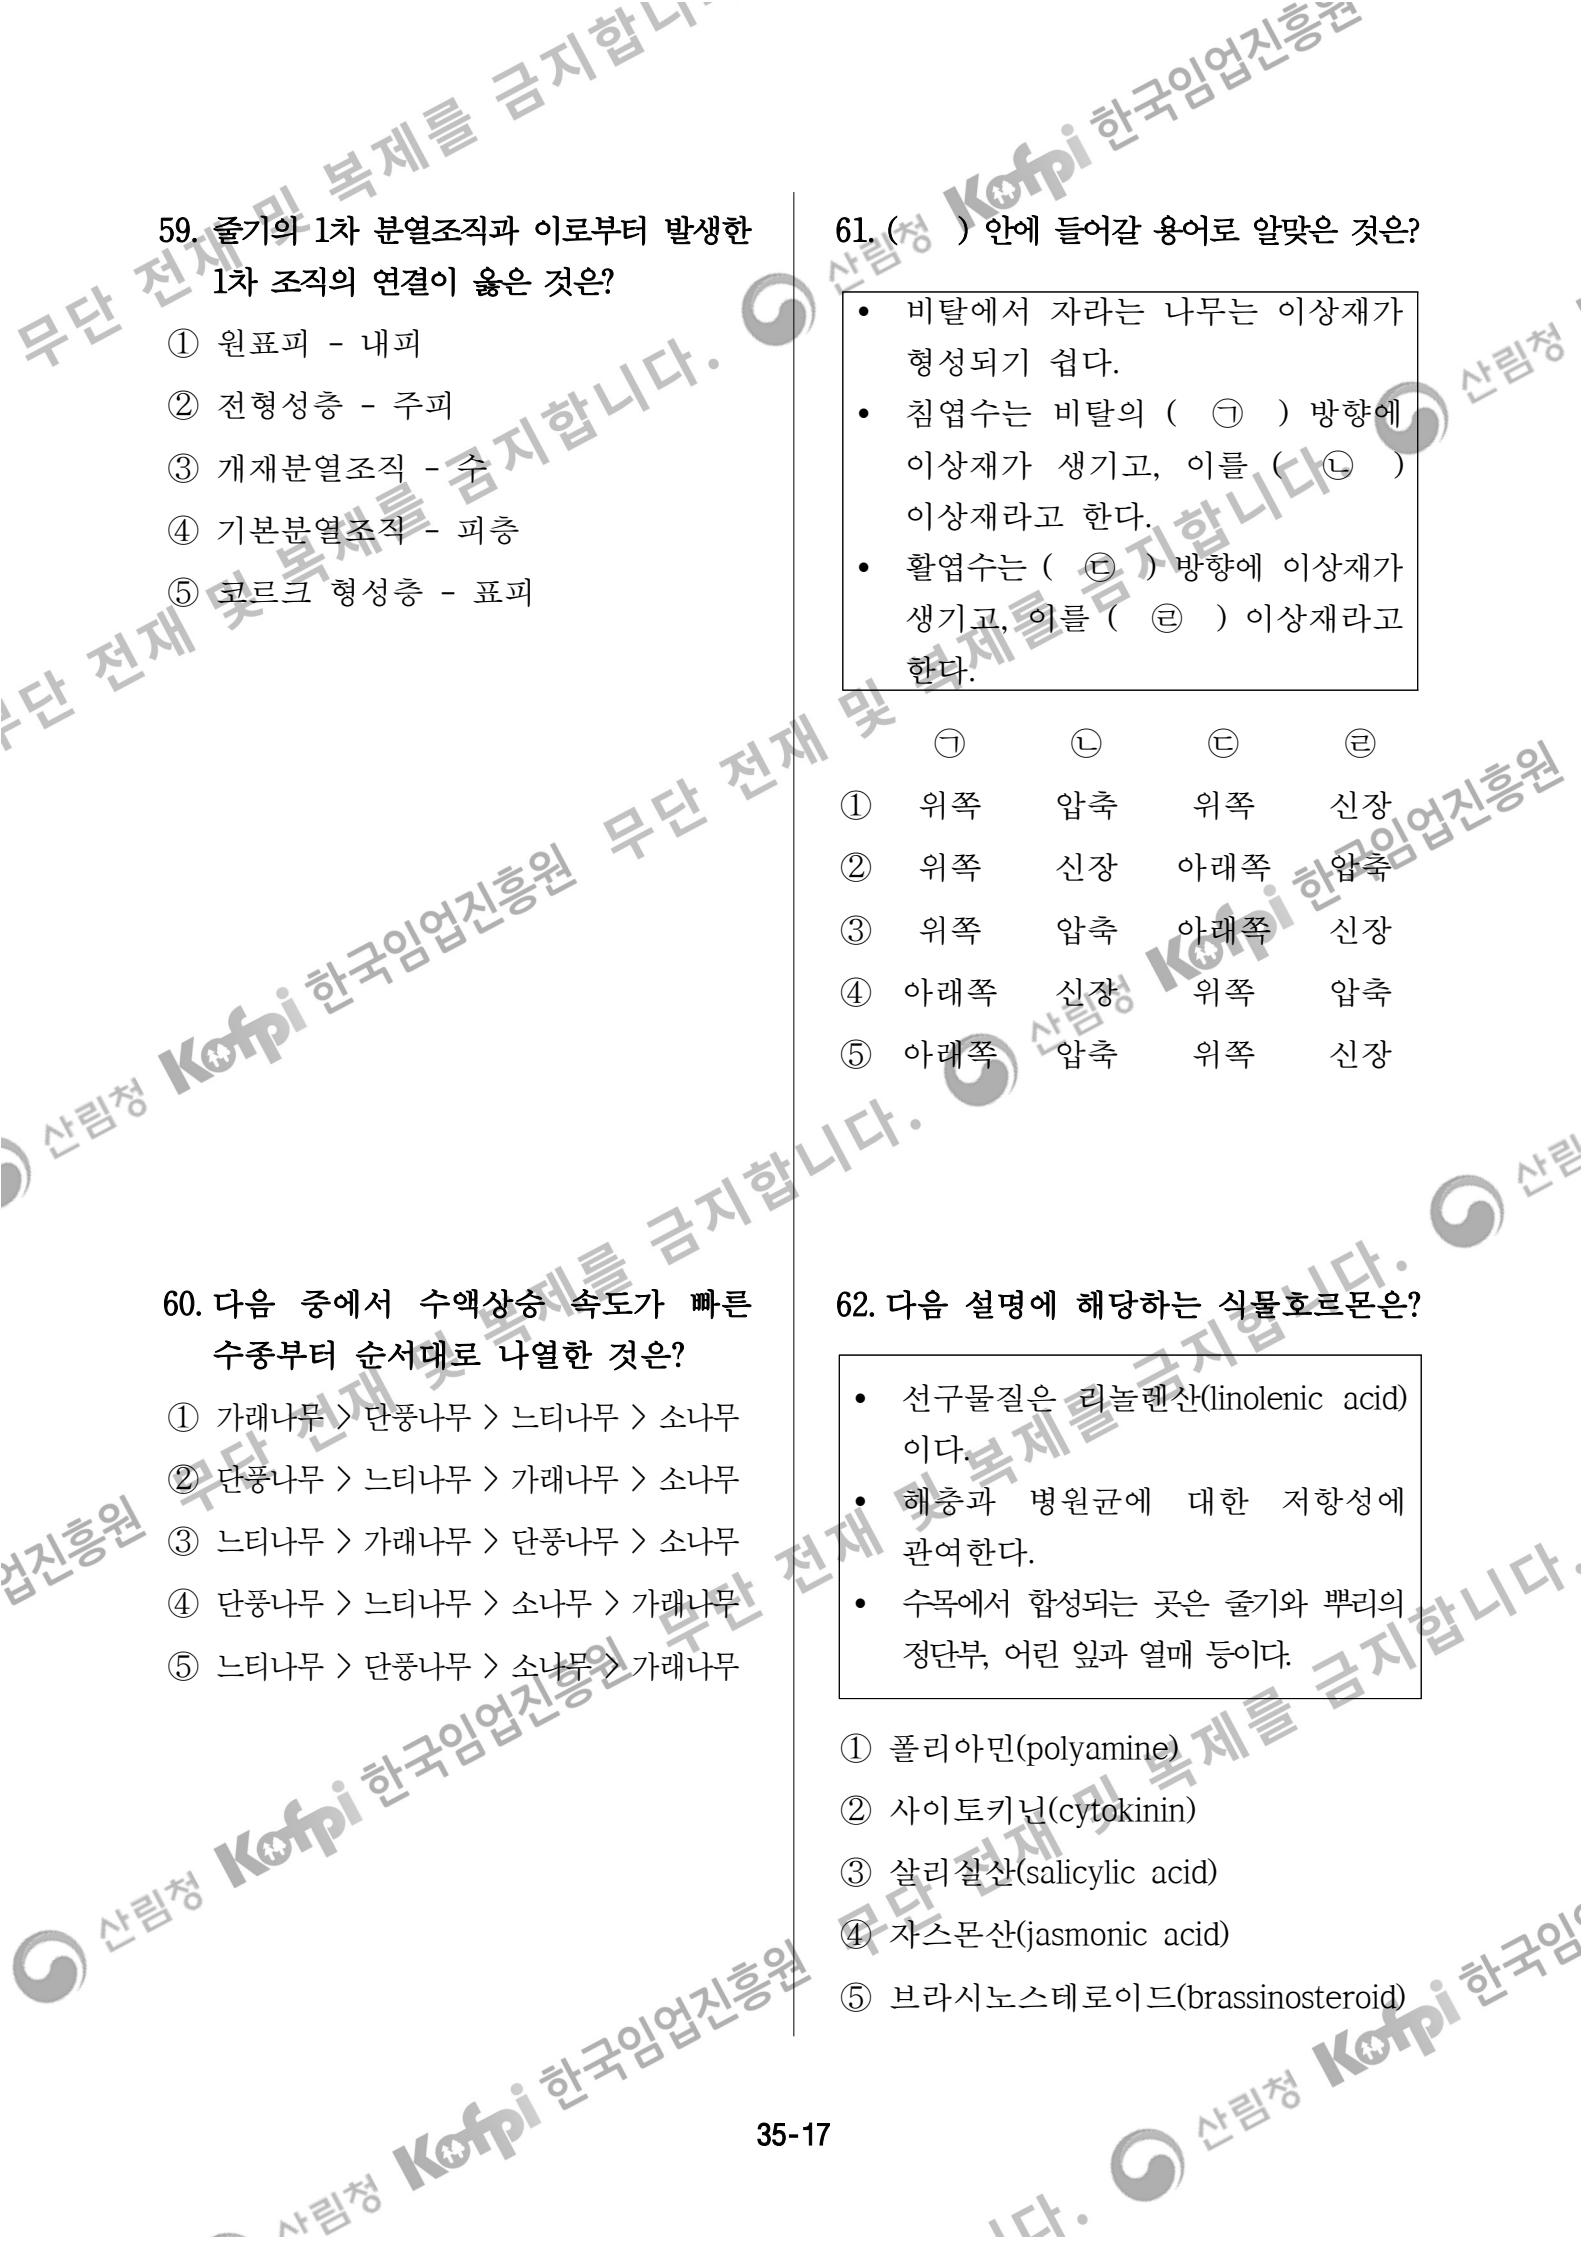 59. 줄기의 1차 분열조직과 이로부터 발생한
1차 조직의 연결이 옳은 것은?
① 원표피 - 내피
② 전형성층 - 주피
③ 개재분열조직 - 수
④ 기본분열조직 - 피층
⑤ 코르크 형성층 - 표피
60. 다음 중에서 수액상승 속도가 빠른
수종부터 순서대로 나열한 것은?
① 가래나무 > 단풍나무 > 느티나무 > 소나무
② 단풍나무 > 느티나무 > 가래나무 > 소나무
③ 느티나무 > 가래나무 > 단풍나무 > 소나무
④ 단풍나무 > 느티나무 > 소나무 > 가래나무
⑤ 느티나무 > 단풍나무 > 소나무 > 가래나무
61. ( ) 안에 들어갈 용어로 알맞은 것은?
• 비탈에서 자라는 나무는 이상재가
형성되기 쉽다.
• 침엽수는 비탈의 ( ㉠ ) 방향에
이상재가 생기고, 이를 ( ㉡ )
이상재라고 한다.
• 활엽수는 ( ㉢ ) 방향에 이상재가
생기고, 이를 ( ㉣ ) 이상재라고
한다.
㉠ ㉡ ㉢ ㉣
① 위쪽 압축 위쪽 신장
② 위쪽 신장 아래쪽 압축
③ 위쪽 압축 아래쪽 신장
④ 아래쪽 신장 위쪽 압축
⑤ 아래쪽 압축 위쪽 신장
62. 다음 설명에 해당하는 식물호르몬은?
• 선구물질은 리놀렌산(linolenic acid)
이다.
• 해충과 병원균에 대한 저항성에
관여한다.
• 수목에서 합성되는 곳은 줄기와 뿌리의
정단부, 어린 잎과 열매 등이다.
① 폴리아민(polyamine)
② 사이토키닌(cytokinin)
③ 살리실산(salicylic acid)
④ 자스몬산(jasmonic acid)
⑤ 브라시노스테로이드(brassinosteroid)
35-17
무단 전재 및 복제를 금지합니다.
산림청 Kofpi 한국임업진흥원